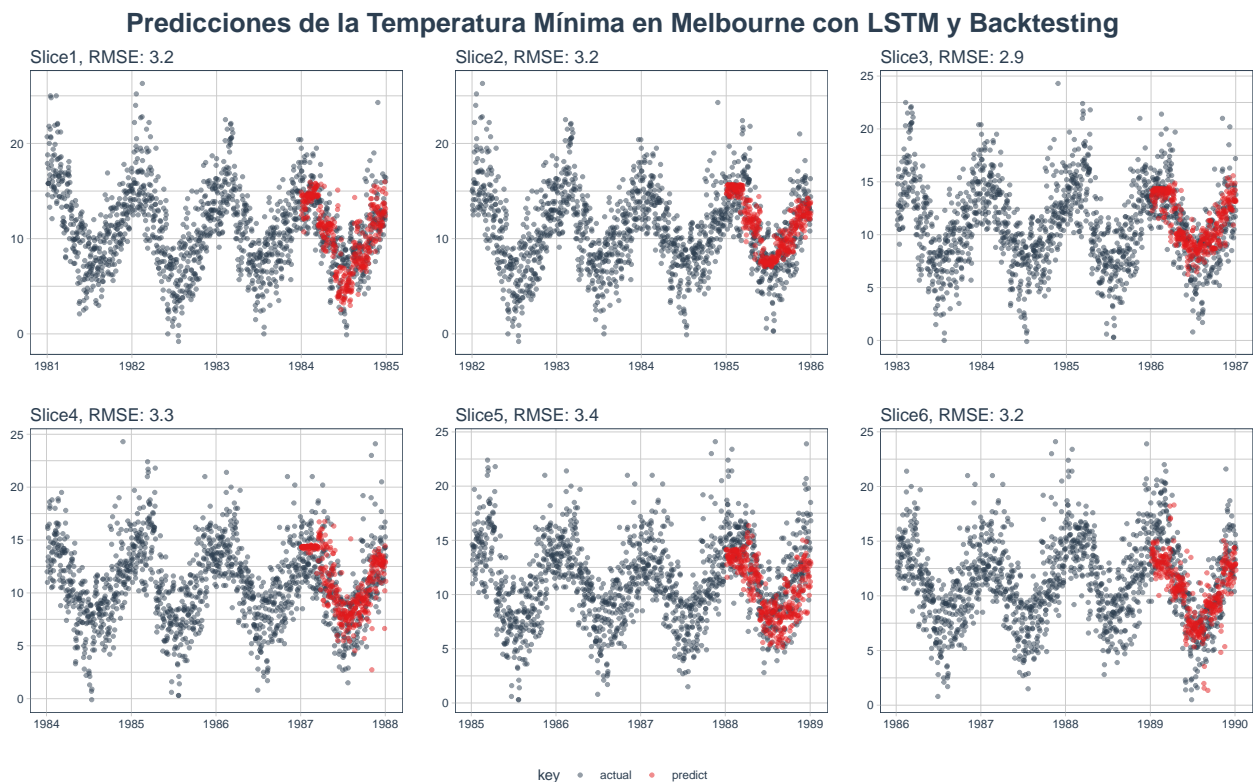 Predicciones de la Temperatura Mínima en Melbourne con LSTM y Backtesting
Slice1, RMSE: 3.2
20
10
0
1981 1982 1983 1984 1985
Slice2, RMSE: 3.2
20
10
0
1982 1983 1984 1985 1986
Slice3, RMSE: 2.9
25
20
15
10
5
0
1983 1984 1985 1986 1987
Slice4, RMSE: 3.3
25
20
15
10
5
0
1984 1985 1986 1987 1988
Slice5, RMSE: 3.4
25
20
15
10
5
0
1985 1986 1987 1988 1989
Slice6, RMSE: 3.2
25
20
15
10
5
0
1986 1987 1988 1989 1990
key actual predict